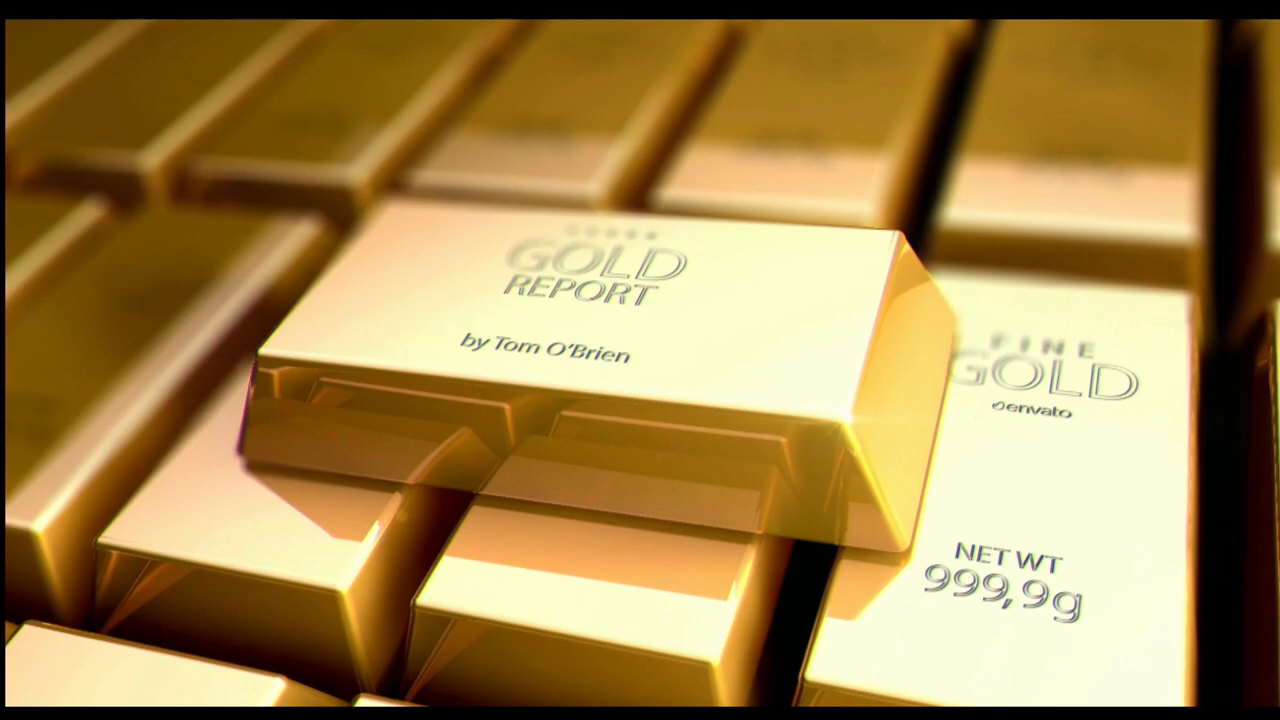 GOLD
REPORT
by Tom O'Brien
FINE
GOLD
envato
NET WT
999,9g